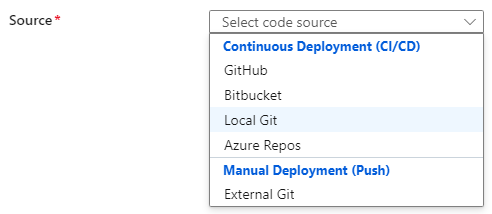 Source*
Select code source
Continuous Deployment (CI/CD)
GitHub
Bitbucket
Local Git
Azure Repos
Manual Deployment (Push)
External Git